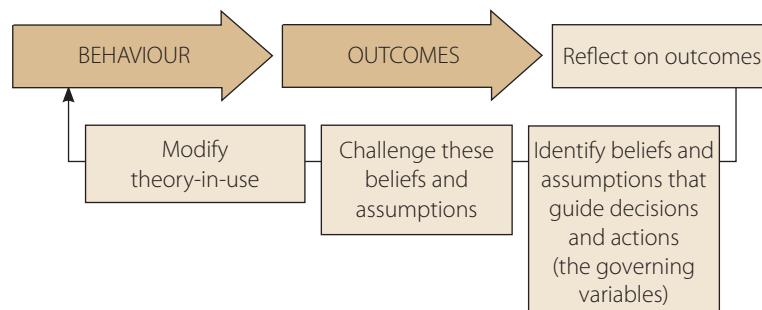 BEHAVIOUR
OUTCOMES
Reflect on outcomes
Modify
theory-in-use
Challenge these
beliefs and
assumptions
Identify beliefs and
assumptions that
guide decisions
and actions
(the governing
variables)